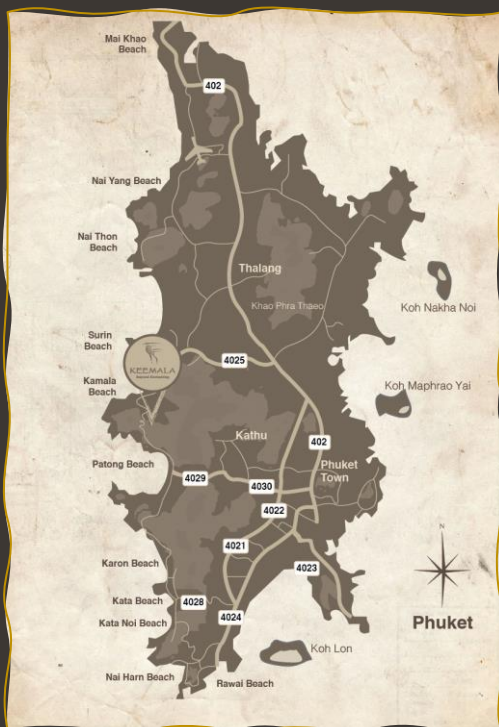 Mai Khao
Beach
402
Nai Yang Beach
Nai Thon
Beach
Thalang
Khao Phra Thaeo
Koh Nakha Noi
Surin
Beach
KEEMALA
4025
Kamala
Beach
Koh Maphrao Yai
Kathu
402
Patong Beach
Phuket
Town
4029
4030
4022
4021
N
Karon Beach
4023
Kata Beach
4028
Kata Noi Beach
4024
Phuket
Koh Lon
Nai Harn Beach
Rawai Beach